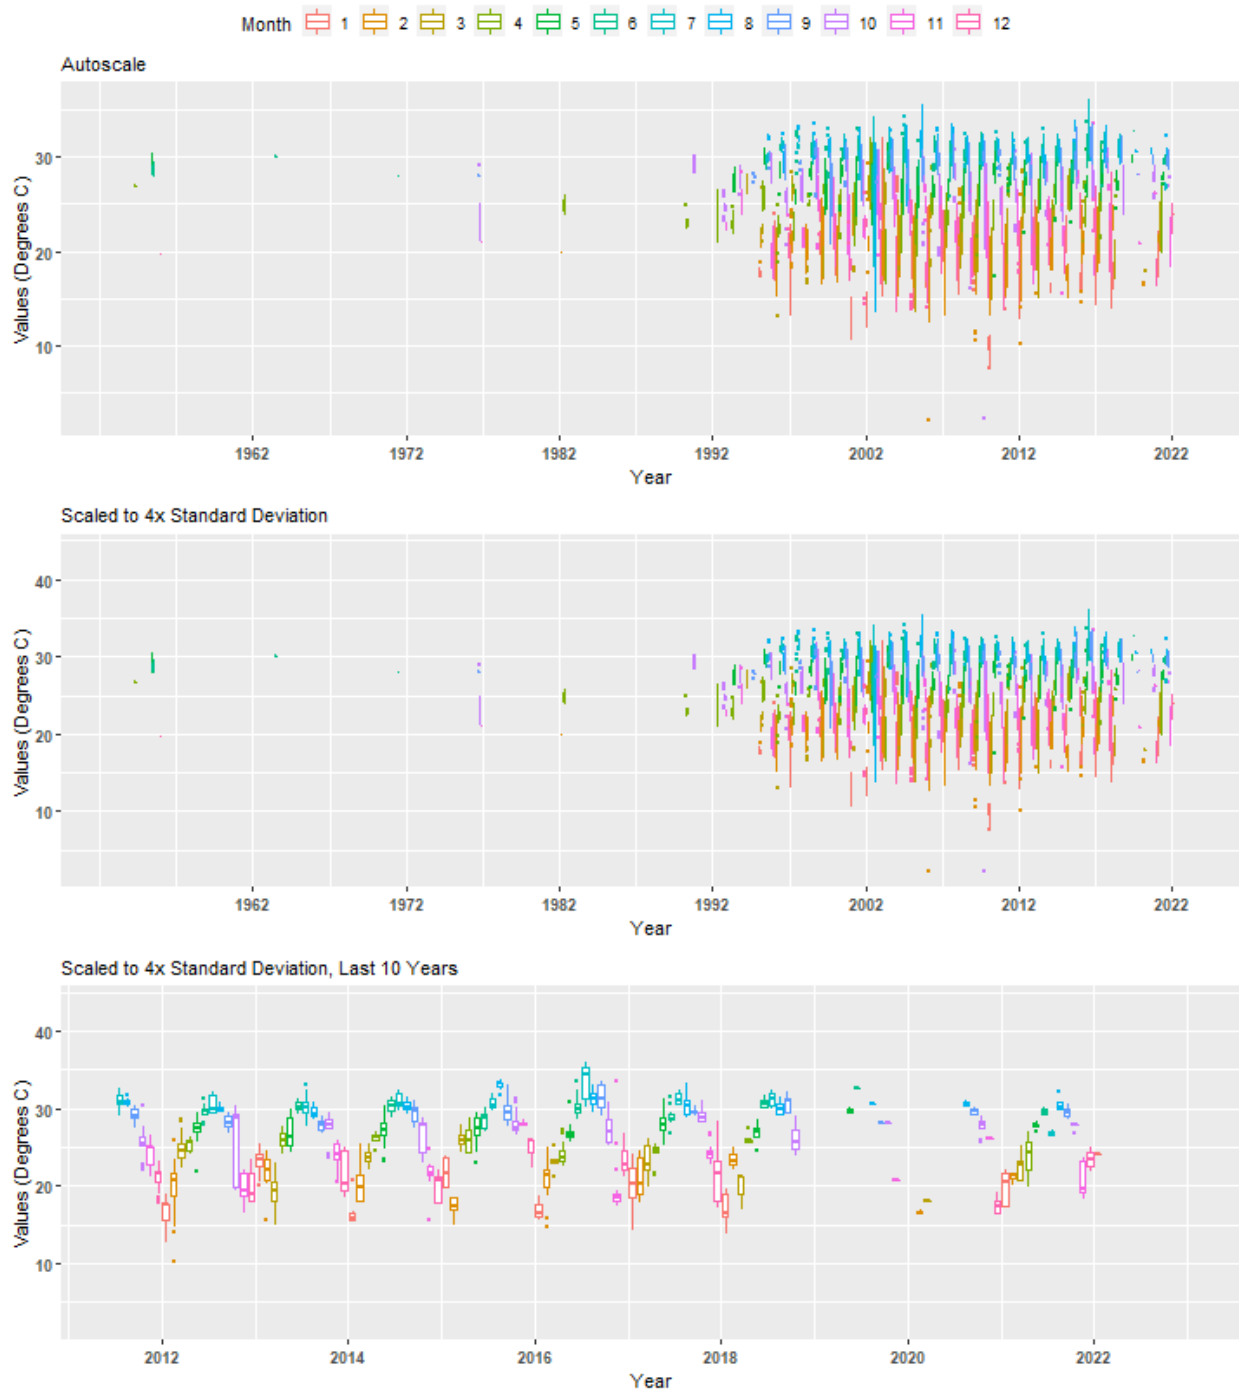 Month 1 2 3 4 5 6 7 8 9 10 11 12
Autoscale
Values (Degrees C)
30
20
10
1962 1972 1982 1992 2002 2012 2022
Year
Scaled to 4x Standard Deviation
Values (Degrees C)
40
30
20
10
1962 1972 1982 1992 2002 2012 2022
Year
Scaled to 4x Standard Deviation, Last 10 Years
Values (Degrees C)
40
30
20
10
2012 2014 2016 2018 2020 2022
Year